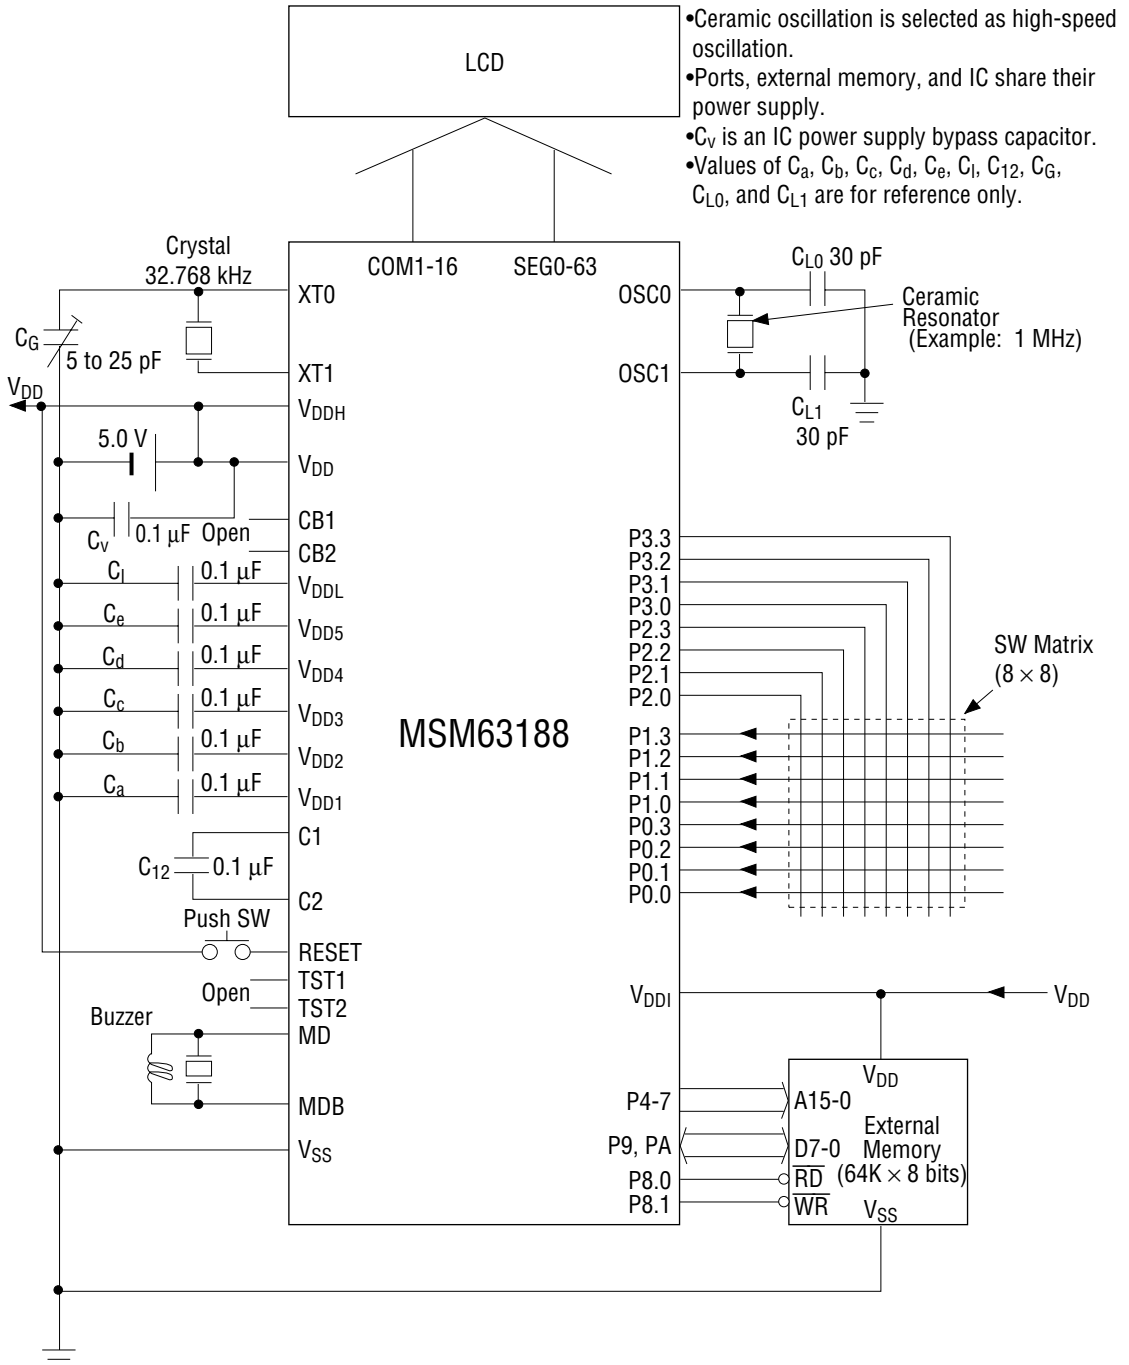 LCD
•Ceramic oscillation is selected as high-speed
oscillation.
•Ports, external memory, and IC share their
power supply.
•Cv is an IC power supply bypass capacitor.
•Values of Ca, Cb, Cc, Cd, Ce, Cl, C12, CG,
CL0, and CL1 are for reference only.
Crystal
32.768 kHz
COM1-16
SEG0-63
CL0 30 pF
XT0
OSC0
Ceramic
Resonator
(Example: 1 MHz)
CG
5 to 25 pF
XT1
OSC1
VDD
VDDH
CL1
30 pF
5.0 V
VDD
Cv
0.1 μF
Open
CB1
CB2
Cl
0.1 μF
VDDL
Ce
0.1 μF
VDD5
Cd
0.1 μF
VDD4
Cc
0.1 μF
VDD3
Cb
0.1 μF
VDD2
Ca
0.1 μF
VDD1
MSM63188
P3.3
P3.2
P3.1
P3.0
P2.3
P2.2
P2.1
P2.0
SW Matrix
(8 × 8)
P1.3
P1.2
P1.1
P1.0
P0.3
P0.2
P0.1
P0.0
C1
C12
0.1 μF
C2
Push SW
RESET
TST1
Open
TST2
Buzzer
MD
MDB
VSS
VDDI
VDD
VDD
P4-7
A15-0
External
Memory
(64K × 8 bits)
P9, PA
D7-0
P8.0
RD
P8.1
WR
VSS